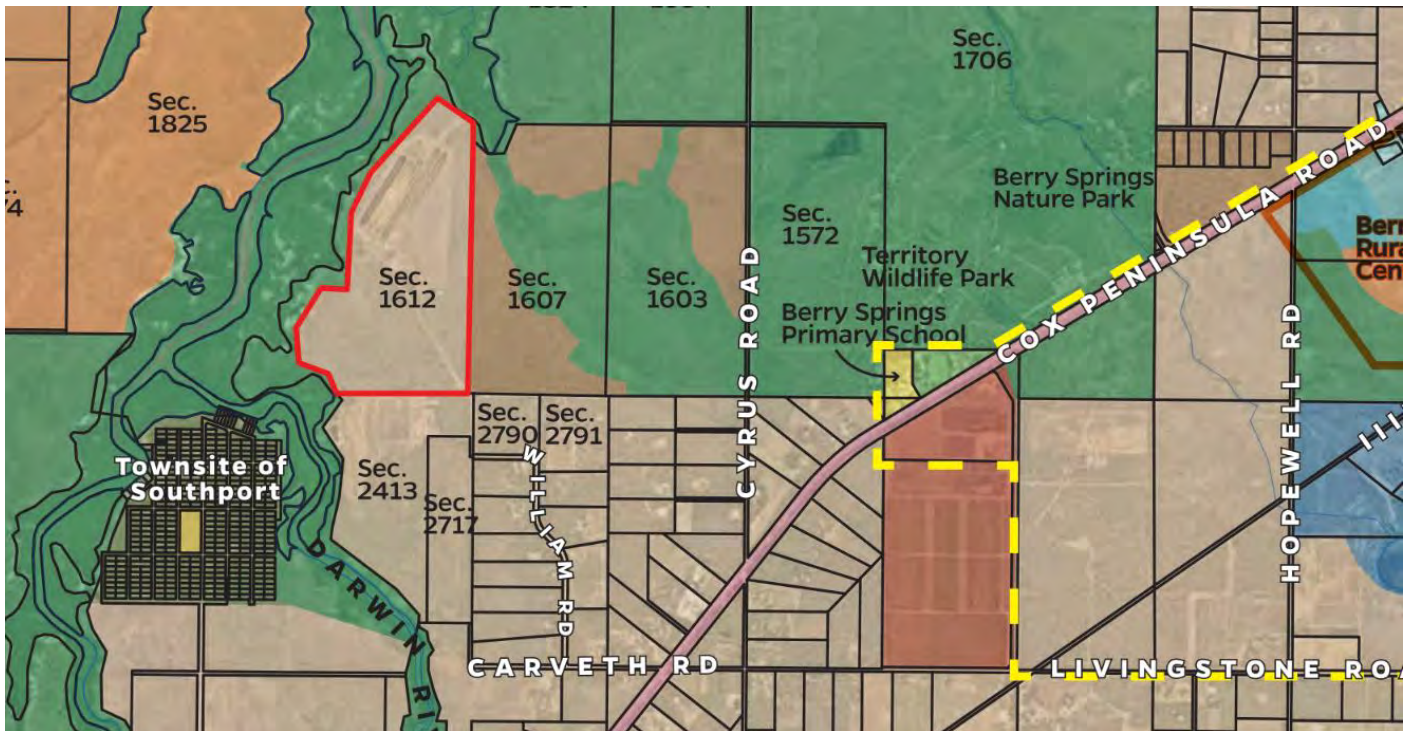 Sec.
1706
Sec.
1825
Berry Springs
Nature Park
COX PENINSULA ROAD
Sec.
1572
Territory
Wildlife Park
Sec.
1612
Sec.
1607
Sec.
1603
Berry Springs
Primary School
CYRUS ROAD
HOPEWELL RD
Sec.
2790
Sec.
2791
WILLIAM RD
Townsite of
Southport
Sec.
2413
Sec.
2717
DARWIN RI
CARVETH RD
LIVINGSTONE ROA